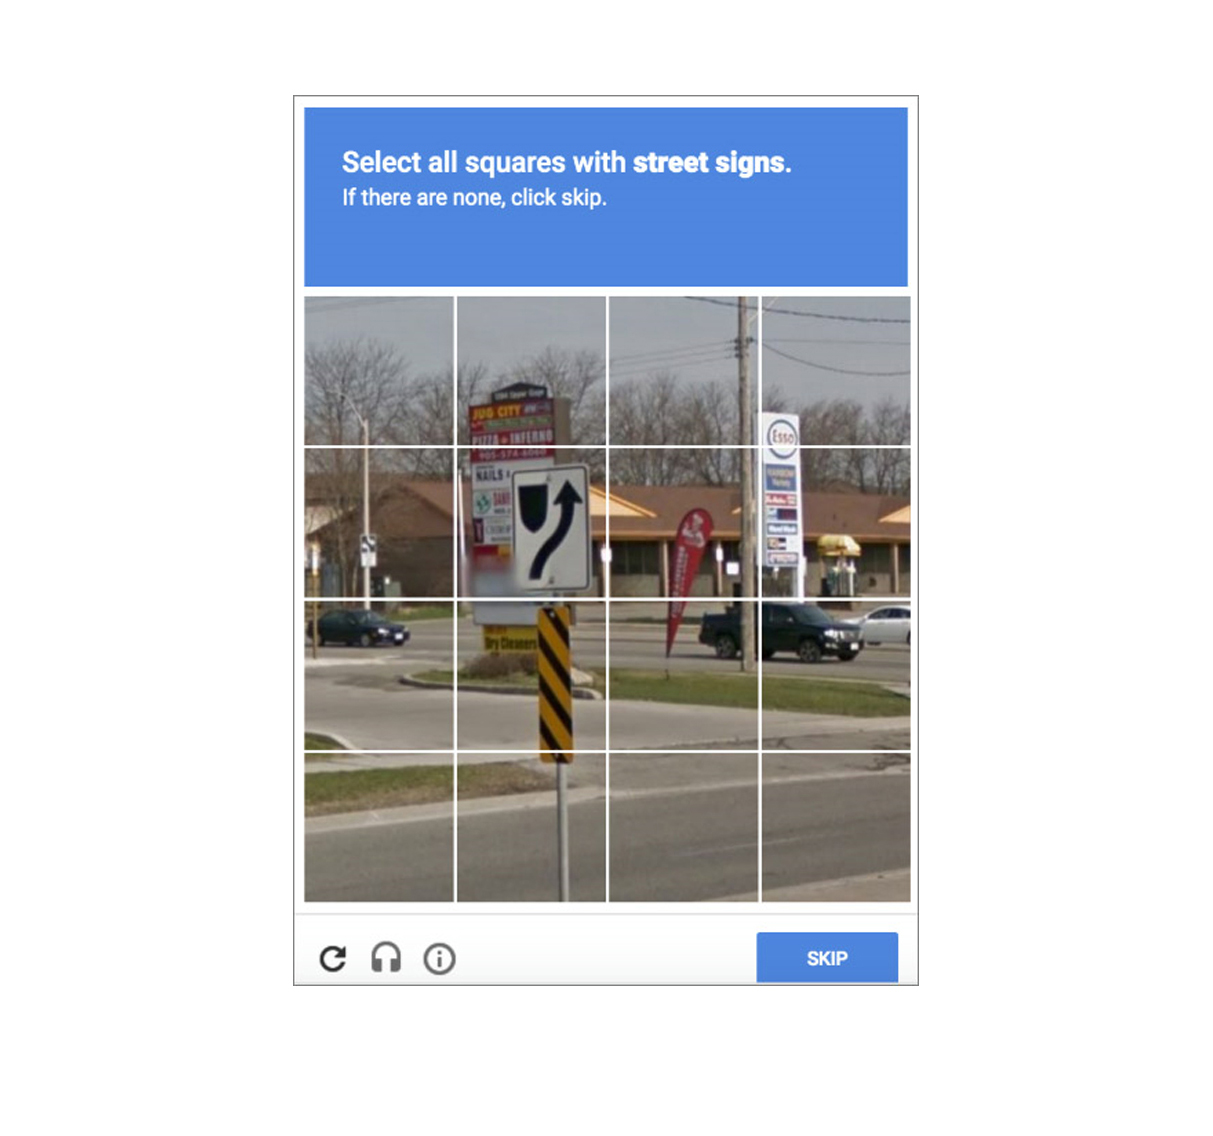 Select all squares with street signs.
If there are none, click skip.
JUG CITY
PIZZA INFERNO
905-574-6060
NAILS
Dry Cleaners
Esso
SKIP